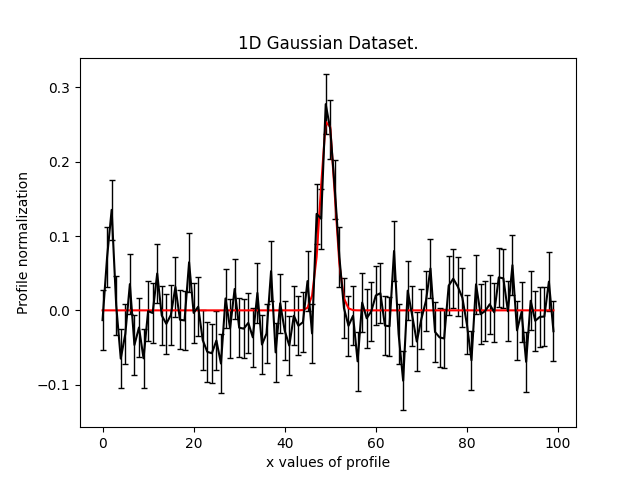 1D Gaussian Dataset.
Profile normalization
0.3
0.2
0.1
0.0
−0.1
0 20 40 60 80 100
x values of profile